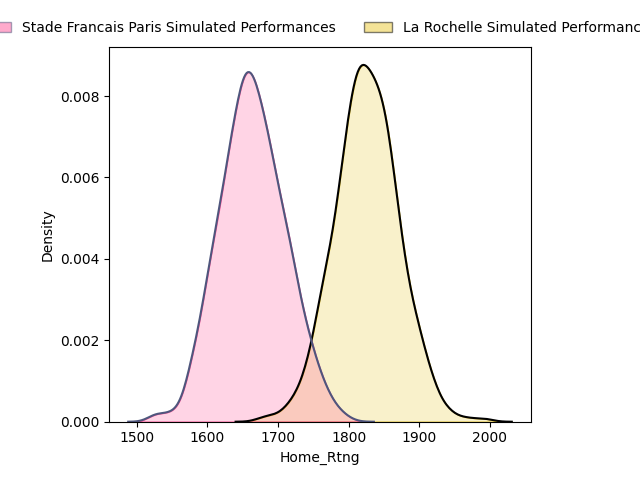 Stade Francais Paris Simulated Performances
La Rochelle Simulated Performanc
0.008
0.006
0.004
0.002
0.000
Density
1500 1600 1700 1800 1900 2000
Home_Rtng